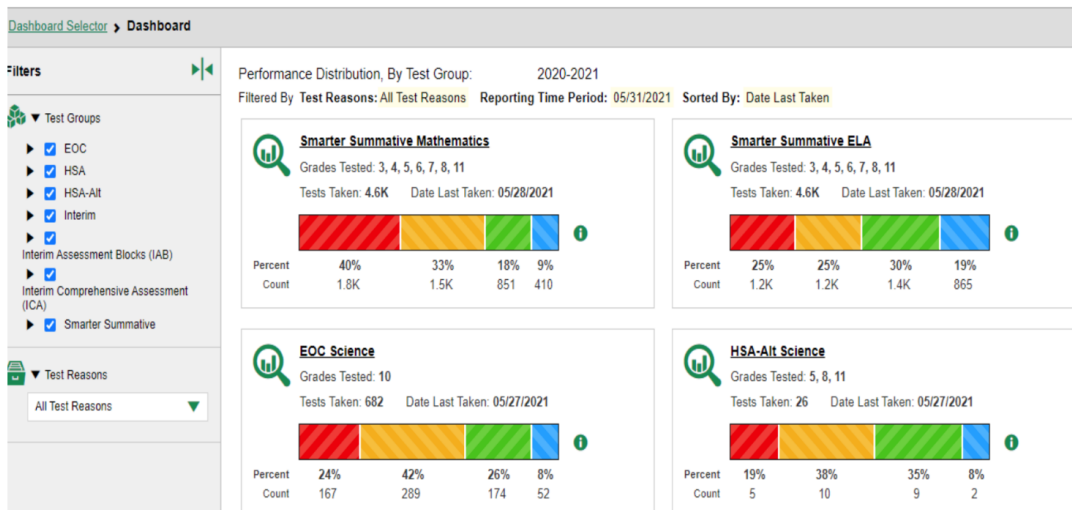 Dashboard Selector > Dashboard
Filters
Test Groups
EOC
HSA
HSA-Alt
Interim
Interim Assessment Blocks (IAB)
Interim Comprehensive Assessment
(ICA)
Smarter Summative
Test Reasons
All Test Reasons
Performance Distribution, By Test Group: 2020-2021
Filtered By Test Reasons: All Test Reasons Reporting Time Period: 05/31/2021 Sorted By: Date Last Taken
Smarter Summative Mathematics
Grades Tested: 3, 4, 5, 6, 7, 8, 11
Tests Taken: 4.6K Date Last Taken: 05/28/2021
Percent 40% 33% 18% 9%
Count 1.8K 1.5K 851 410
Smarter Summative ELA
Grades Tested: 3, 4, 5, 6, 7, 8, 11
Tests Taken: 4.6K Date Last Taken: 05/28/2021
Percent 25% 25% 30% 19%
Count 1.2K 1.2K 1.4K 865
EOC Science
Grades Tested: 10
Tests Taken: 682 Date Last Taken: 05/27/2021
Percent 24% 42% 26% 8%
Count 167 289 174 52
HSA-Alt Science
Grades Tested: 5, 8, 11
Tests Taken: 26 Date Last Taken: 05/27/2021
Percent 19% 38% 35% 8%
Count 5 10 9 2